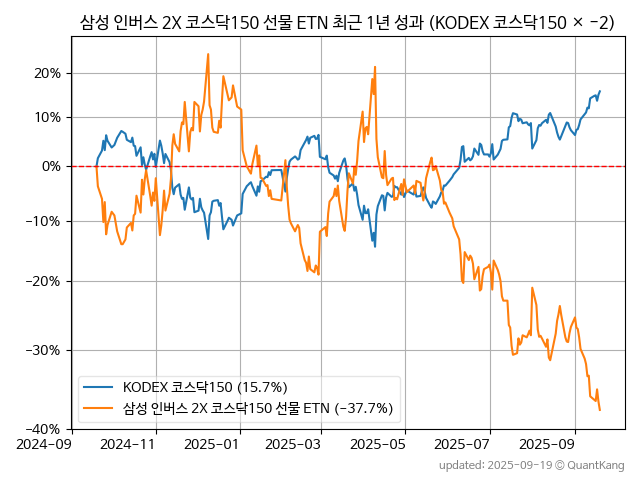 삼성 인버스 2X 코스닥150 선물 ETN 최근 1년 성과 (KODEX 코스닥150 × −2)
20%
10%
0%
−10%
−20%
−30%
−40%
KODEX 코스닥150 (15.7%)
삼성 인버스 2X 코스닥150 선물 ETN (−37.7%)
2024-09 2024-11 2025-01 2025-03 2025-05 2025-07 2025-09
updated: 2025-09-19 © QuantKang